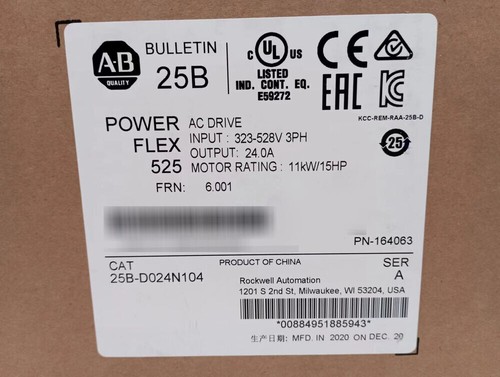 A-B
QUALITY
BULLETIN
25B
C UL US
LISTED
IND. CONT. EQ.
E59272
CE
EAC
KC
KCC-REM-RAA-25B-D
25
POWER
FLEX
525
AC DRIVE
INPUT : 323-528V 3PH
OUTPUT: 24.0A
MOTOR RATING : 11kW/15HP
FRN: 6.001
PN-164063
CAT
25B-D024N104
PRODUCT OF CHINA
Rockwell Automation
1201 S 2nd St, Milwaukee, WI 53204, USA
SER
A
*00884951885943*
生产日期: MFD. IN 2020 ON DEC. 20